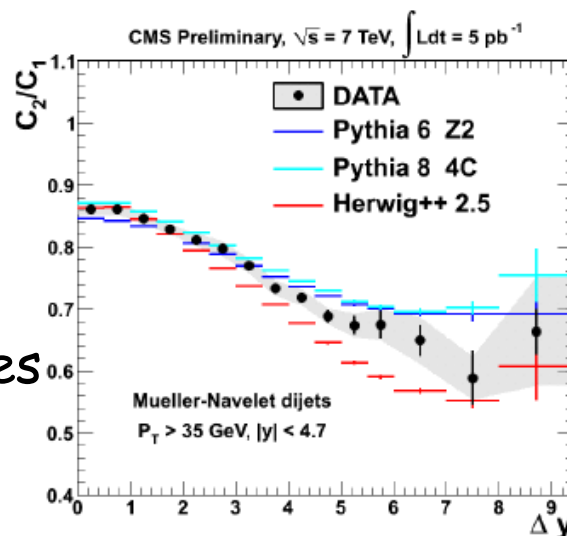 CMS Preliminary, √s = 7 TeV, ∫Ldt = 5 pb⁻¹
C₂/C₁
1.1
1
0.9
0.8
0.7
0.6
0.5
0.4
DATA
Pythia 6 Z2
Pythia 8 4C
Herwig++ 2.5
es
Mueller-Navelet dijets
P_T > 35 GeV, |y| < 4.7
0 1 2 3 4 5 6 7 8 9
Δ y